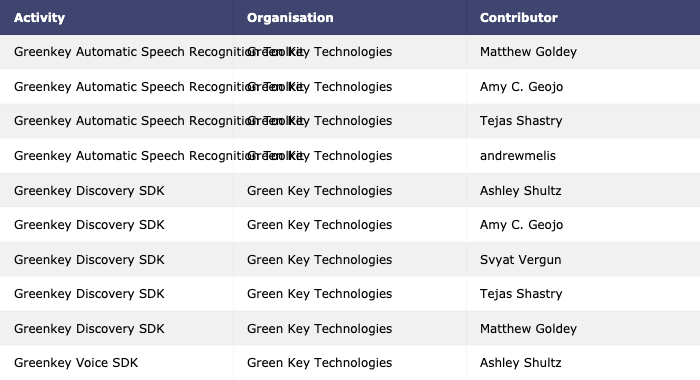 Activity Organisation Contributor
Greenkey Automatic Speech Recognition Toolkit Green Key Technologies Matthew Goldey
Greenkey Automatic Speech Recognition Toolkit Green Key Technologies Amy C. Geojo
Greenkey Automatic Speech Recognition Toolkit Green Key Technologies Tejas Shastry
Greenkey Automatic Speech Recognition Toolkit Green Key Technologies andrewmelis
Greenkey Discovery SDK Green Key Technologies Ashley Shultz
Greenkey Discovery SDK Green Key Technologies Amy C. Geojo
Greenkey Discovery SDK Green Key Technologies Svyat Vergun
Greenkey Discovery SDK Green Key Technologies Tejas Shastry
Greenkey Discovery SDK Green Key Technologies Matthew Goldey
Greenkey Voice SDK Green Key Technologies Ashley Shultz